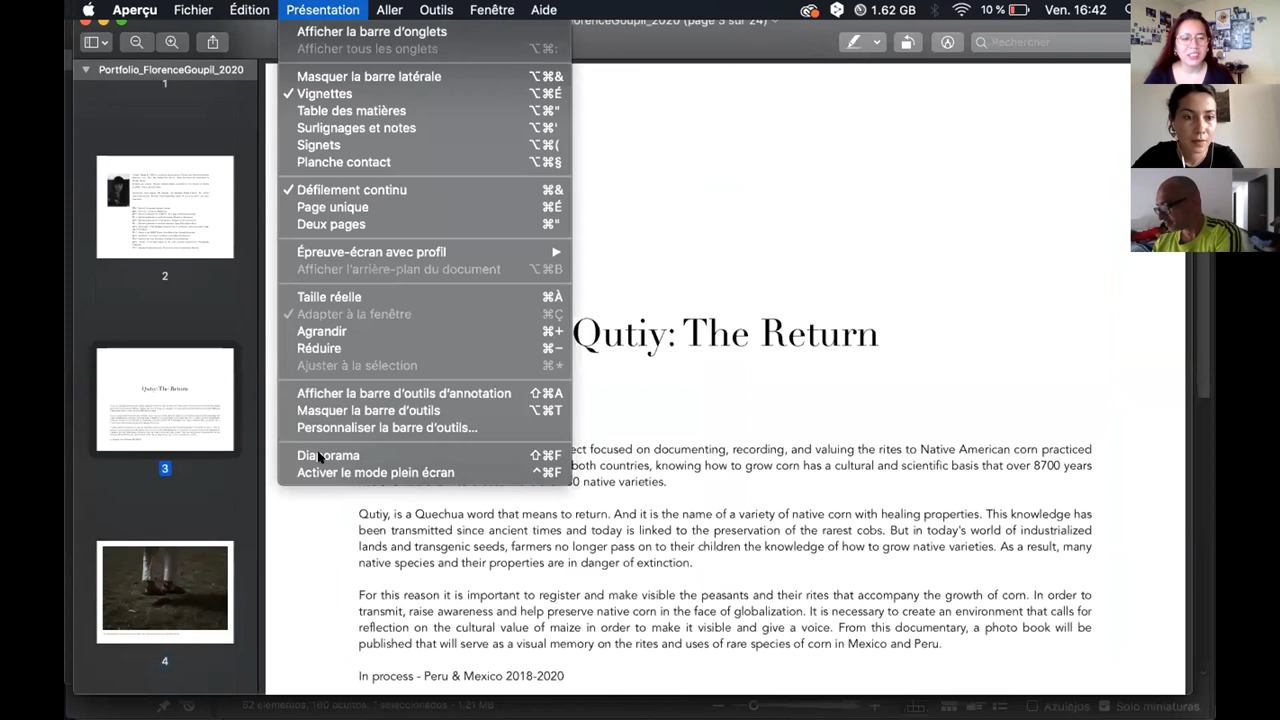 Aperçu Fichier Édition Présentation Aller Outils Fenêtre Aide 1.62 GB 10 % Ven. 16:42
FlorenceGoupil_2020 (page 3 sur 24)
Rechercher
Portfolio_FlorenceGoupil_2020
1
2
Qutiy: The Return
3
4
Afficher la barre d'onglets
Afficher tous les onglets ⌥⌘:
Masquer la barre latérale ⌥⌘&
✓ Vignettes ⌥⌘É
Table des matières ⌥⌘"
Surlignages et notes ⌥⌘'
Signets ⌥⌘(
Planche contact ⌥⌘§
✓ Défilement continu ⌘&
Page unique ⌘É
Deux pages ⌘"
Épreuve-écran avec profil ▶
Afficher l'arrière-plan du document ⌥⌘B
Taille réelle ⌘À
✓ Adapter à la fenêtre ⌘Ç
Agrandir ⌘+
Réduire ⌘−
Ajuster à la sélection ⌘*
Afficher la barre d'outils d'annotation ⇧⌘A
Masquer la barre d'outils ⌥⌘T
Personnaliser la barre d'outils...
Diaporama ⇧⌘F
Activer le mode plein écran ^⌘F
Qutiy: The Return
ect focused on documenting, recording, and valuing the rites to Native American corn practiced
both countries, knowing how to grow corn has a cultural and scientific basis that over 8700 years
0 native varieties.
Qutiy, is a Quechua word that means to return. And it is the name of a variety of native corn with healing properties. This knowledge has
been transmitted since ancient times and today is linked to the preservation of the rarest cobs. But in today's world of industrialized
lands and transgenic seeds, farmers no longer pass on to their children the knowledge of how to grow native varieties. As a result, many
native species and their properties are in danger of extinction.
For this reason it is important to register and make visible the peasants and their rites that accompany the growth of corn. In order to
transmit, raise awareness and help preserve native corn in the face of globalization. It is necessary to create an environment that calls for
reflection on the cultural value of maize in order to make it visible and give a voice. From this documentary, a photo book will be
published that will serve as a visual memory on the rites and uses of rare species of corn in Mexico and Peru.
In process - Peru & Mexico 2018-2020
1,21 MB
Azulejos Solo miniaturas